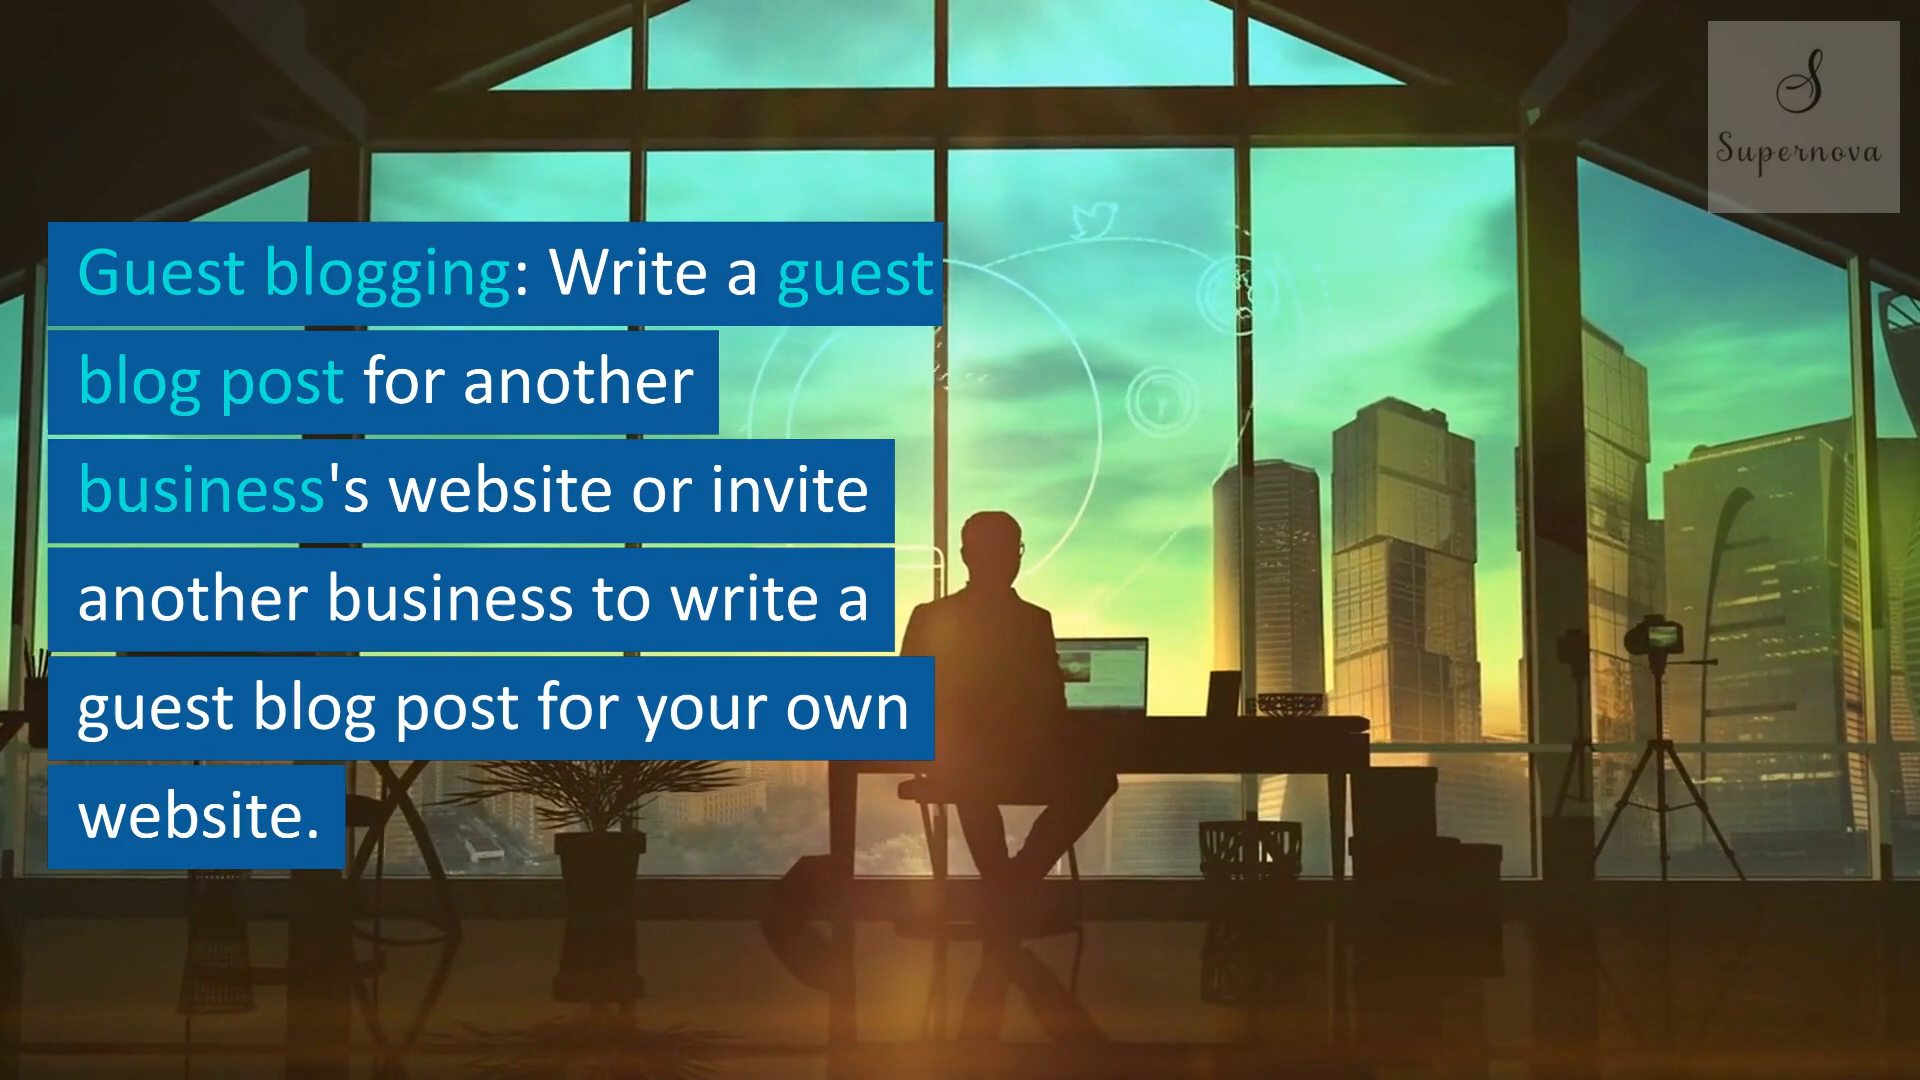 Guest blogging: Write a guest
blog post for another
business's website or invite
another business to write a
guest blog post for your own
website.
S
Supernova